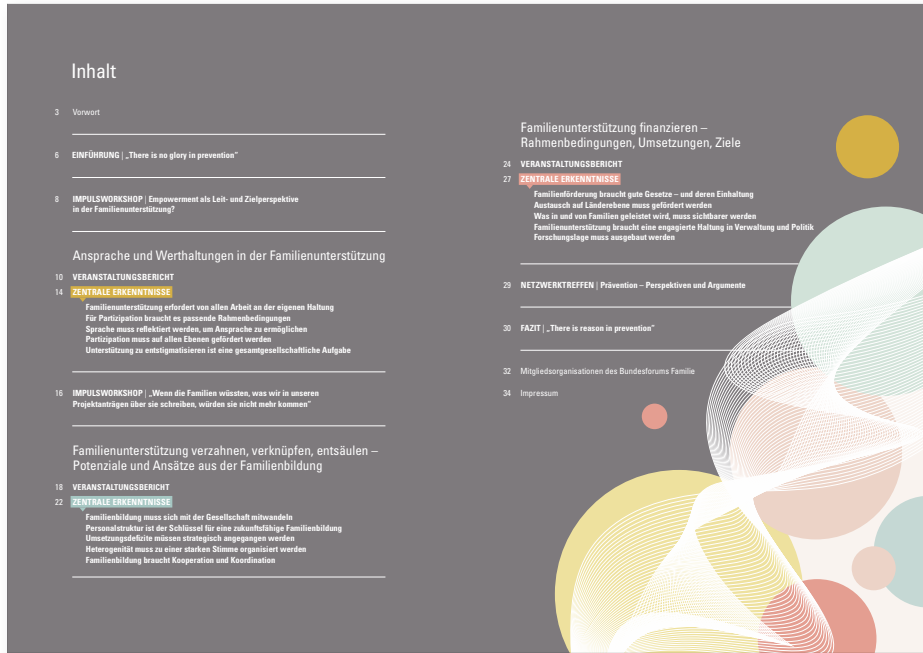 Inhalt
3 Vorwort
6 EINFÜHRUNG | „There is no glory in prevention“
8 IMPULSWORKSHOP | Empowerment als Leit- und Zielperspektive
in der Familienunterstützung?
Ansprache und Werthaltungen in der Familienunterstützung
10 VERANSTALTUNGSBERICHT
14 ZENTRALE ERKENNTNISSE
Familienunterstützung erfordert von allen Arbeit an der eigenen Haltung
Für Partizipation braucht es passende Rahmenbedingungen
Sprache muss reflektiert werden, um Ansprache zu ermöglichen
Partizipation muss auf allen Ebenen gefördert werden
Unterstützung zu entstigmatisieren ist eine gesamtgesellschaftliche Aufgabe
16 IMPULSWORKSHOP | „Wenn die Familien wüssten, was wir in unseren
Projektanträgen über sie schreiben, würden sie nicht mehr kommen“
Familienunterstützung verzahnen, verknüpfen, entsäulen –
Potenziale und Ansätze aus der Familienbildung
18 VERANSTALTUNGSBERICHT
22 ZENTRALE ERKENNTNISSE
Familienbildung muss sich mit der Gesellschaft mitwandeln
Personalstruktur ist der Schlüssel für eine zukunftsfähige Familienbildung
Umsetzungsdefizite müssen strategisch angegangen werden
Heterogenität muss zu einer starken Stimme organisiert werden
Familienbildung braucht Kooperation und Koordination
Familienunterstützung finanzieren –
Rahmenbedingungen, Umsetzungen, Ziele
24 VERANSTALTUNGSBERICHT
27 ZENTRALE ERKENNTNISSE
Familienförderung braucht gute Gesetze – und deren Einhaltung
Austausch auf Länderebene muss gefördert werden
Was in und von Familien geleistet wird, muss sichtbarer werden
Familienunterstützung braucht eine engagierte Haltung in Verwaltung und Politik
Forschungslage muss ausgebaut werden
29 NETZWERKTREFFEN | Prävention – Perspektiven und Argumente
30 FAZIT | „There is reason in prevention“
32 Mitgliedsorganisationen des Bundesforums Familie
34 Impressum